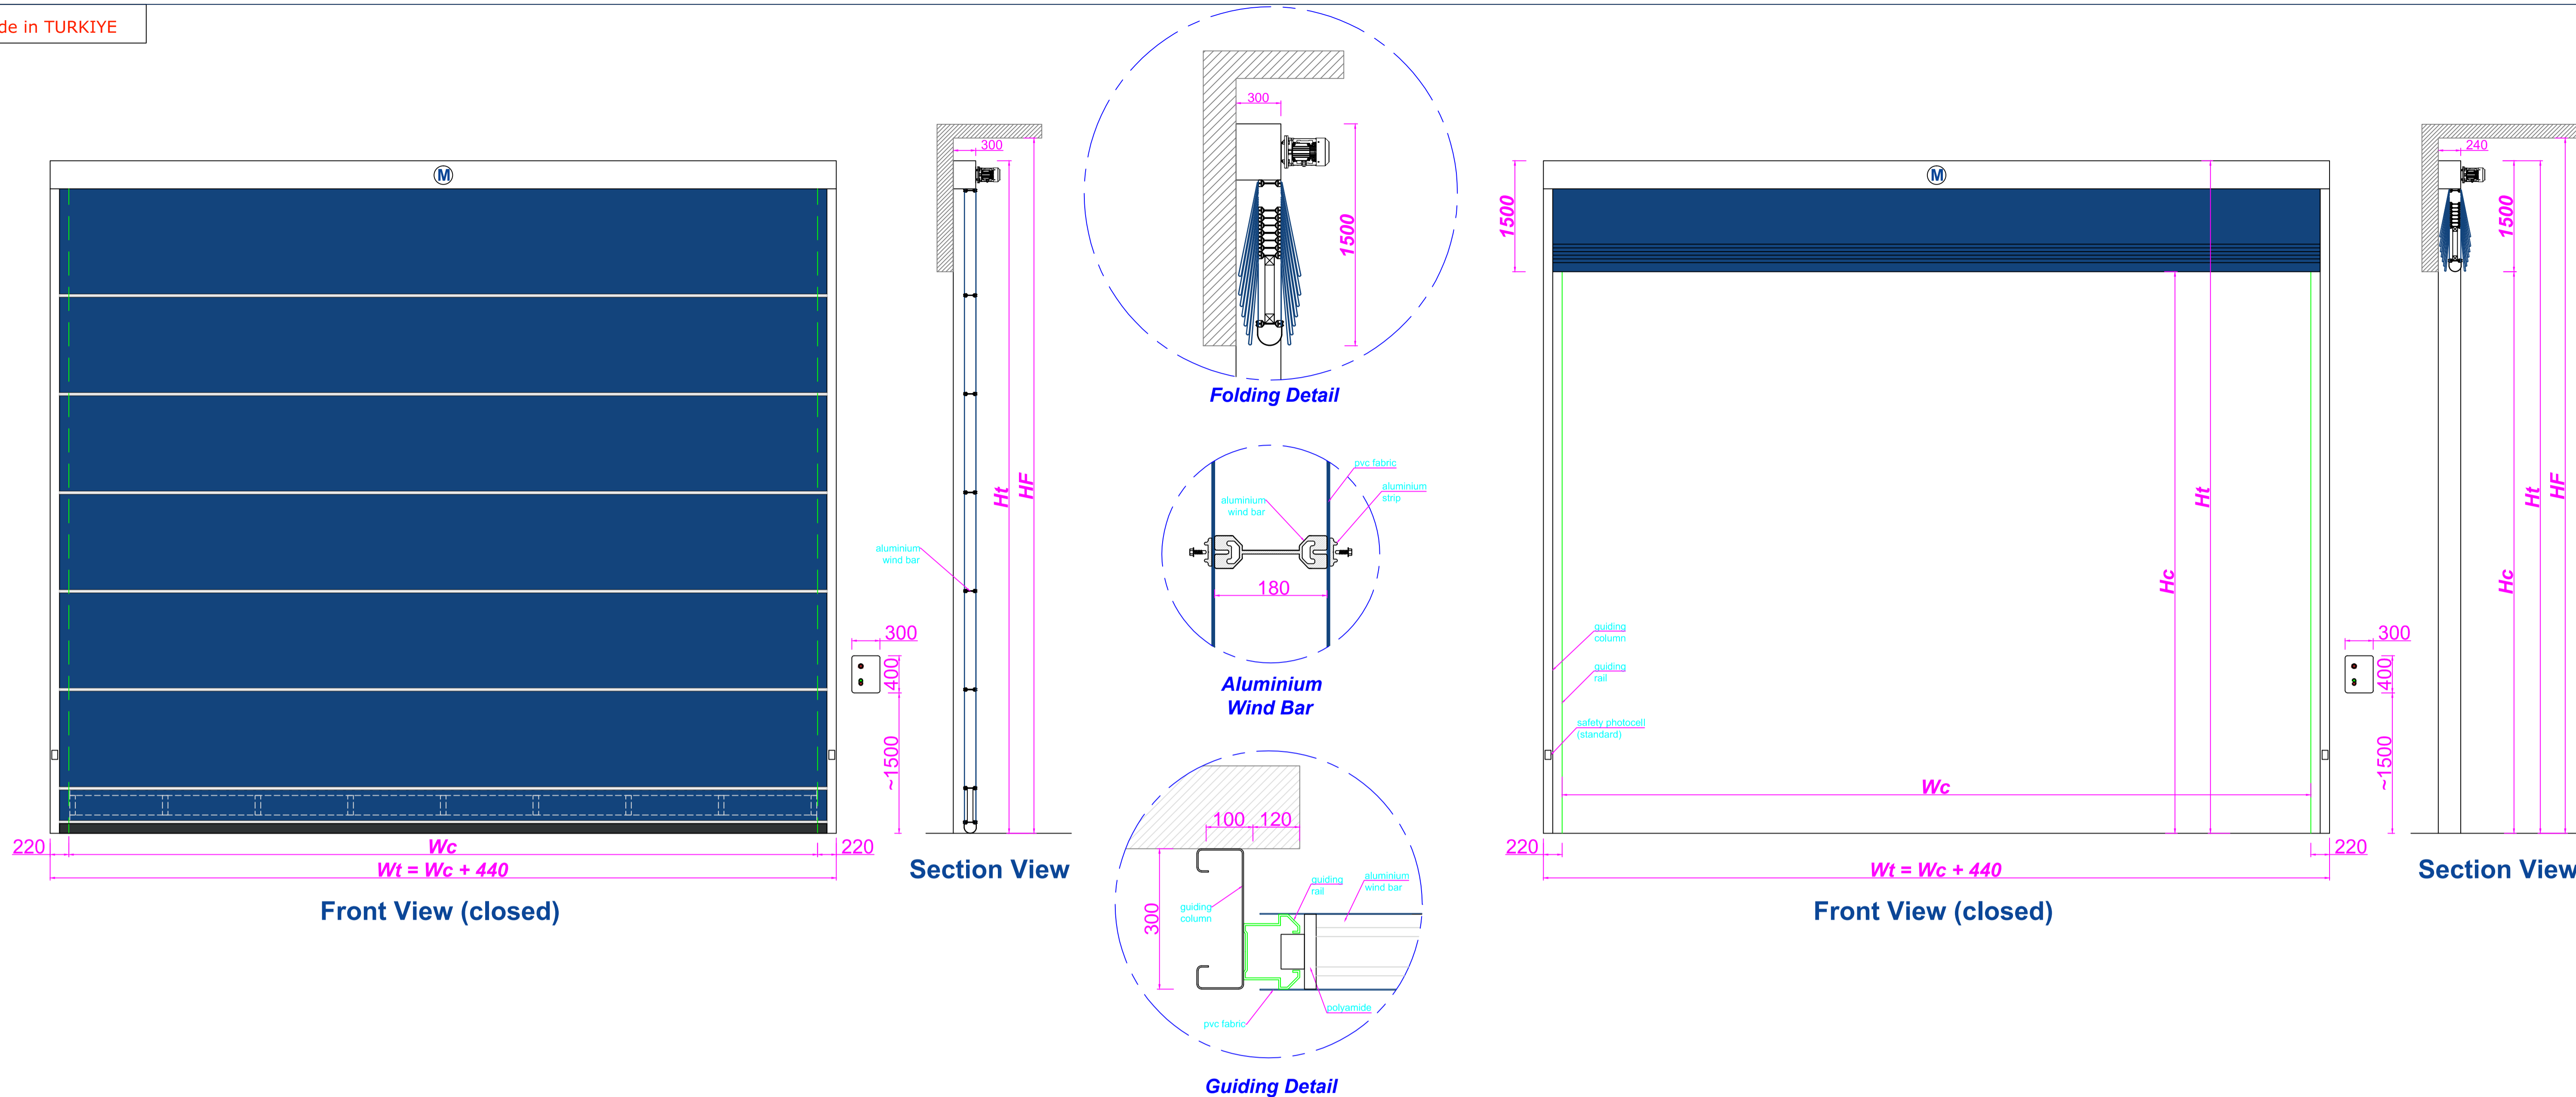 de in TURKIYE
M
220
Wc
220
Wt = Wc + 440
Front View (closed)
300
400
~1500
300
Ht
HF
aluminium
wind bar
Section View
300
1500
Folding Detail
pvc fabric
aluminium
strip
aluminium
wind bar
180
Aluminium
Wind Bar
100
120
300
guiding
column
guiding
rail
aluminium
wind bar
polyamide
pvc fabric
Guiding Detail
M
1500
Ht
Hc
guiding
column
guiding
rail
safety photocell
(standard)
Wc
220
220
Wt = Wc + 440
Front View (closed)
300
400
~1500
240
1500
Ht
HF
Hc
Section View